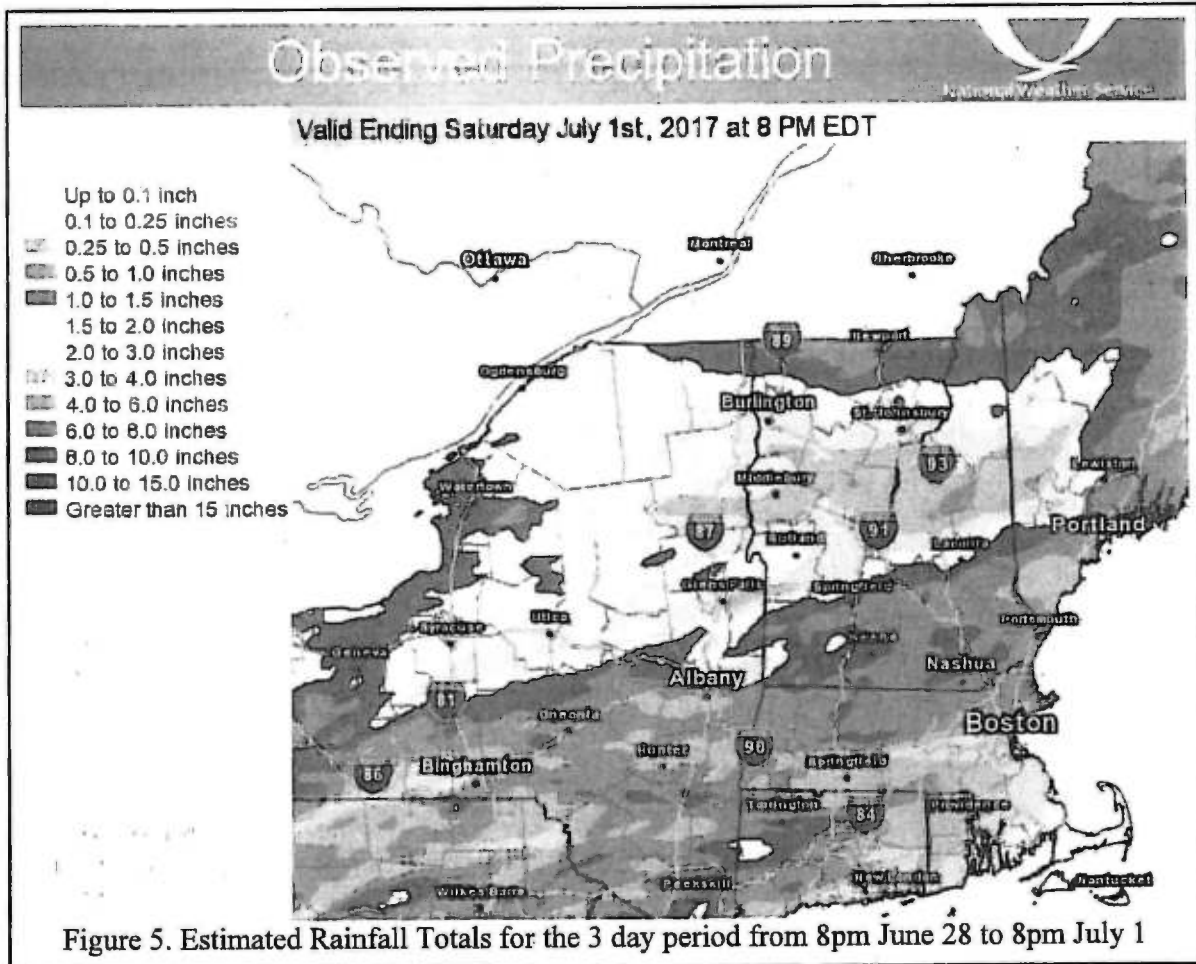 Observed Precipitation
National Weather Service
Valid Ending Saturday July 1st, 2017 at 8 PM EDT
Up to 0.1 inch
0.1 to 0.25 inches
0.25 to 0.5 inches
0.5 to 1.0 inches
1.0 to 1.5 inches
1.5 to 2.0 inches
2.0 to 3.0 inches
3.0 to 4.0 inches
4.0 to 6.0 inches
6.0 to 8.0 inches
8.0 to 10.0 inches
10.0 to 15.0 inches
Greater than 15 inches
Ottawa
Montreal
Sherbrooke
89
Newport
Ogdensburg
Burlington
St. Johnsbury
93
Lewiston
Watertown
Middlebury
87
91
Portland
Rutland
Laconia
Glens Falls
Springfield
Syracuse
Utica
Portsmouth
Geneva
Keene
Albany
Nashua
81
Oneonta
Boston
86
Binghamton
Hunter
90
Springfield
Torrington
84
Providence
Wilkes Barre
Peekskill
New London
Nantucket
Figure 5. Estimated Rainfall Totals for the 3 day period from 8pm June 28 to 8pm July 1